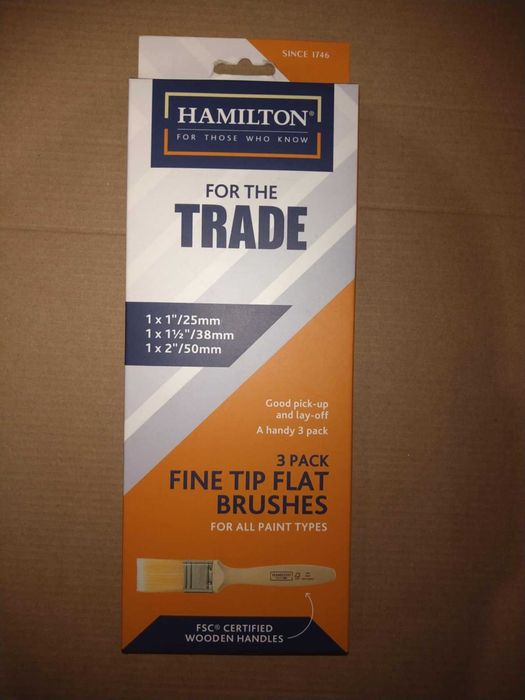 SINCE 1746
HAMILTON®
FOR THOSE WHO KNOW
FOR THE
TRADE
1 x 1"/25mm
1 x 1½"/38mm
1 x 2"/50mm
Good pick-up
and lay-off
A handy 3 pack
3 PACK
FINE TIP FLAT
BRUSHES
FOR ALL PAINT TYPES
HAMILTON
FSC® CERTIFIED
WOODEN HANDLES